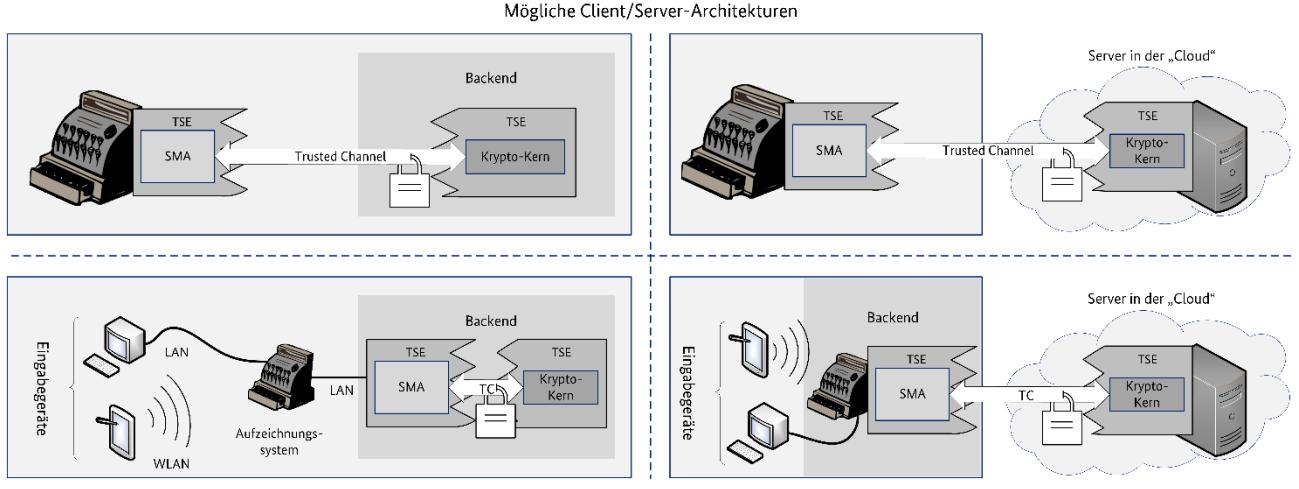 Mögliche Client/Server-Architekturen
Backend
TSE
SMA
Trusted Channel
TSE
Krypto-Kern
Server in der „Cloud“
TSE
SMA
Trusted Channel
TSE
Krypto-
Kern
Eingabegeräte
LAN
WLAN
Aufzeichnungs-
system
LAN
Backend
TSE
SMA
TC
TSE
Krypto-
Kern
Eingabegeräte
Backend
TSE
SMA
TC
Server in der „Cloud“
TSE
Krypto-
Kern